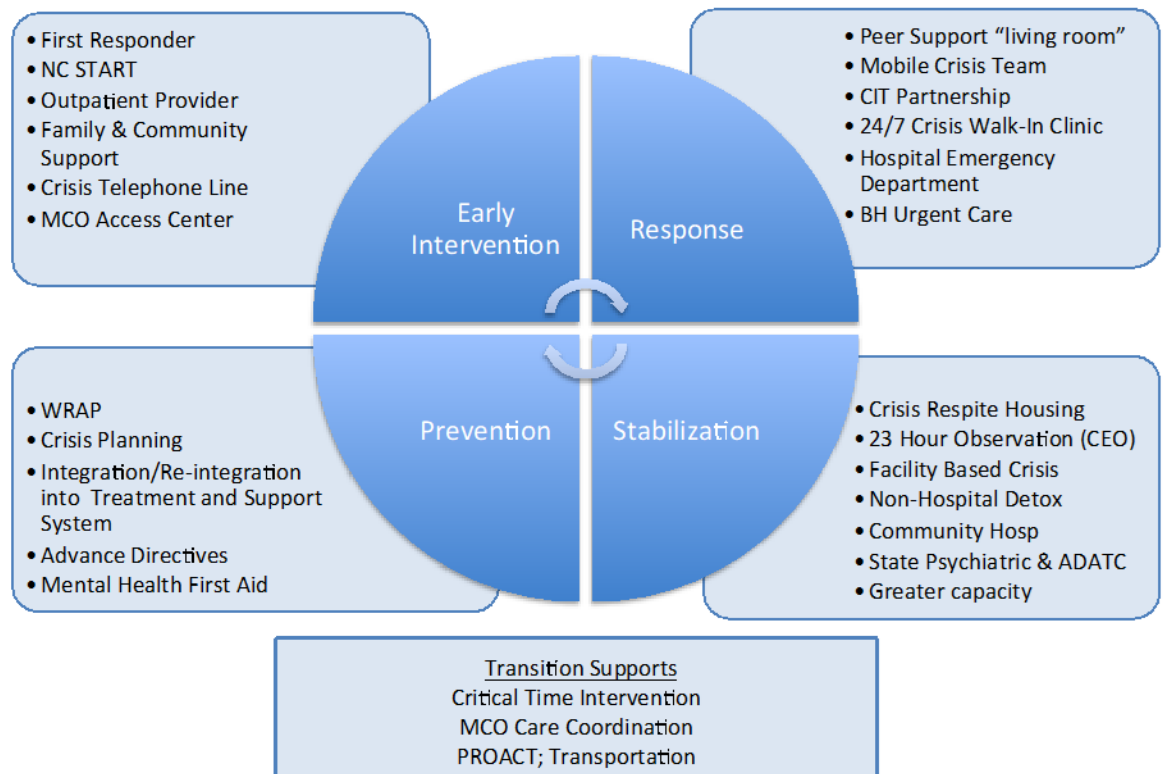 • First Responder
• NC START
• Outpatient Provider
• Family & Community
Support
• Crisis Telephone Line
• MCO Access Center
• Peer Support “living room”
• Mobile Crisis Team
• CIT Partnership
• 24/7 Crisis Walk-In Clinic
• Hospital Emergency
Department
• BH Urgent Care
Early
Intervention
Response
Prevention
Stabilization
• WRAP
• Crisis Planning
• Integration/Re-integration
into Treatment and Support
System
• Advance Directives
• Mental Health First Aid
• Crisis Respite Housing
• 23 Hour Observation (CEO)
• Facility Based Crisis
• Non-Hospital Detox
• Community Hosp
• State Psychiatric & ADATC
• Greater capacity
Transition Supports
Critical Time Intervention
MCO Care Coordination
PROACT; Transportation